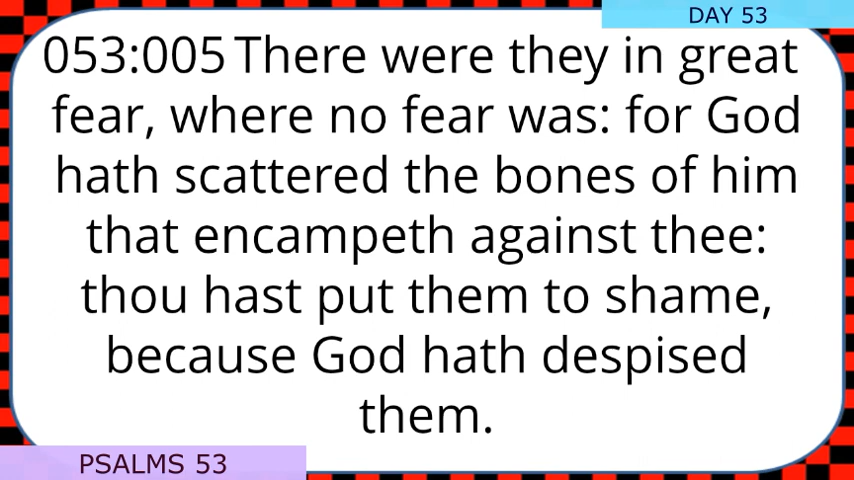 DAY 53
053:005 There were they in great
fear, where no fear was: for God
hath scattered the bones of him
that encampeth against thee:
thou hast put them to shame,
because God hath despised
them.
PSALMS 53